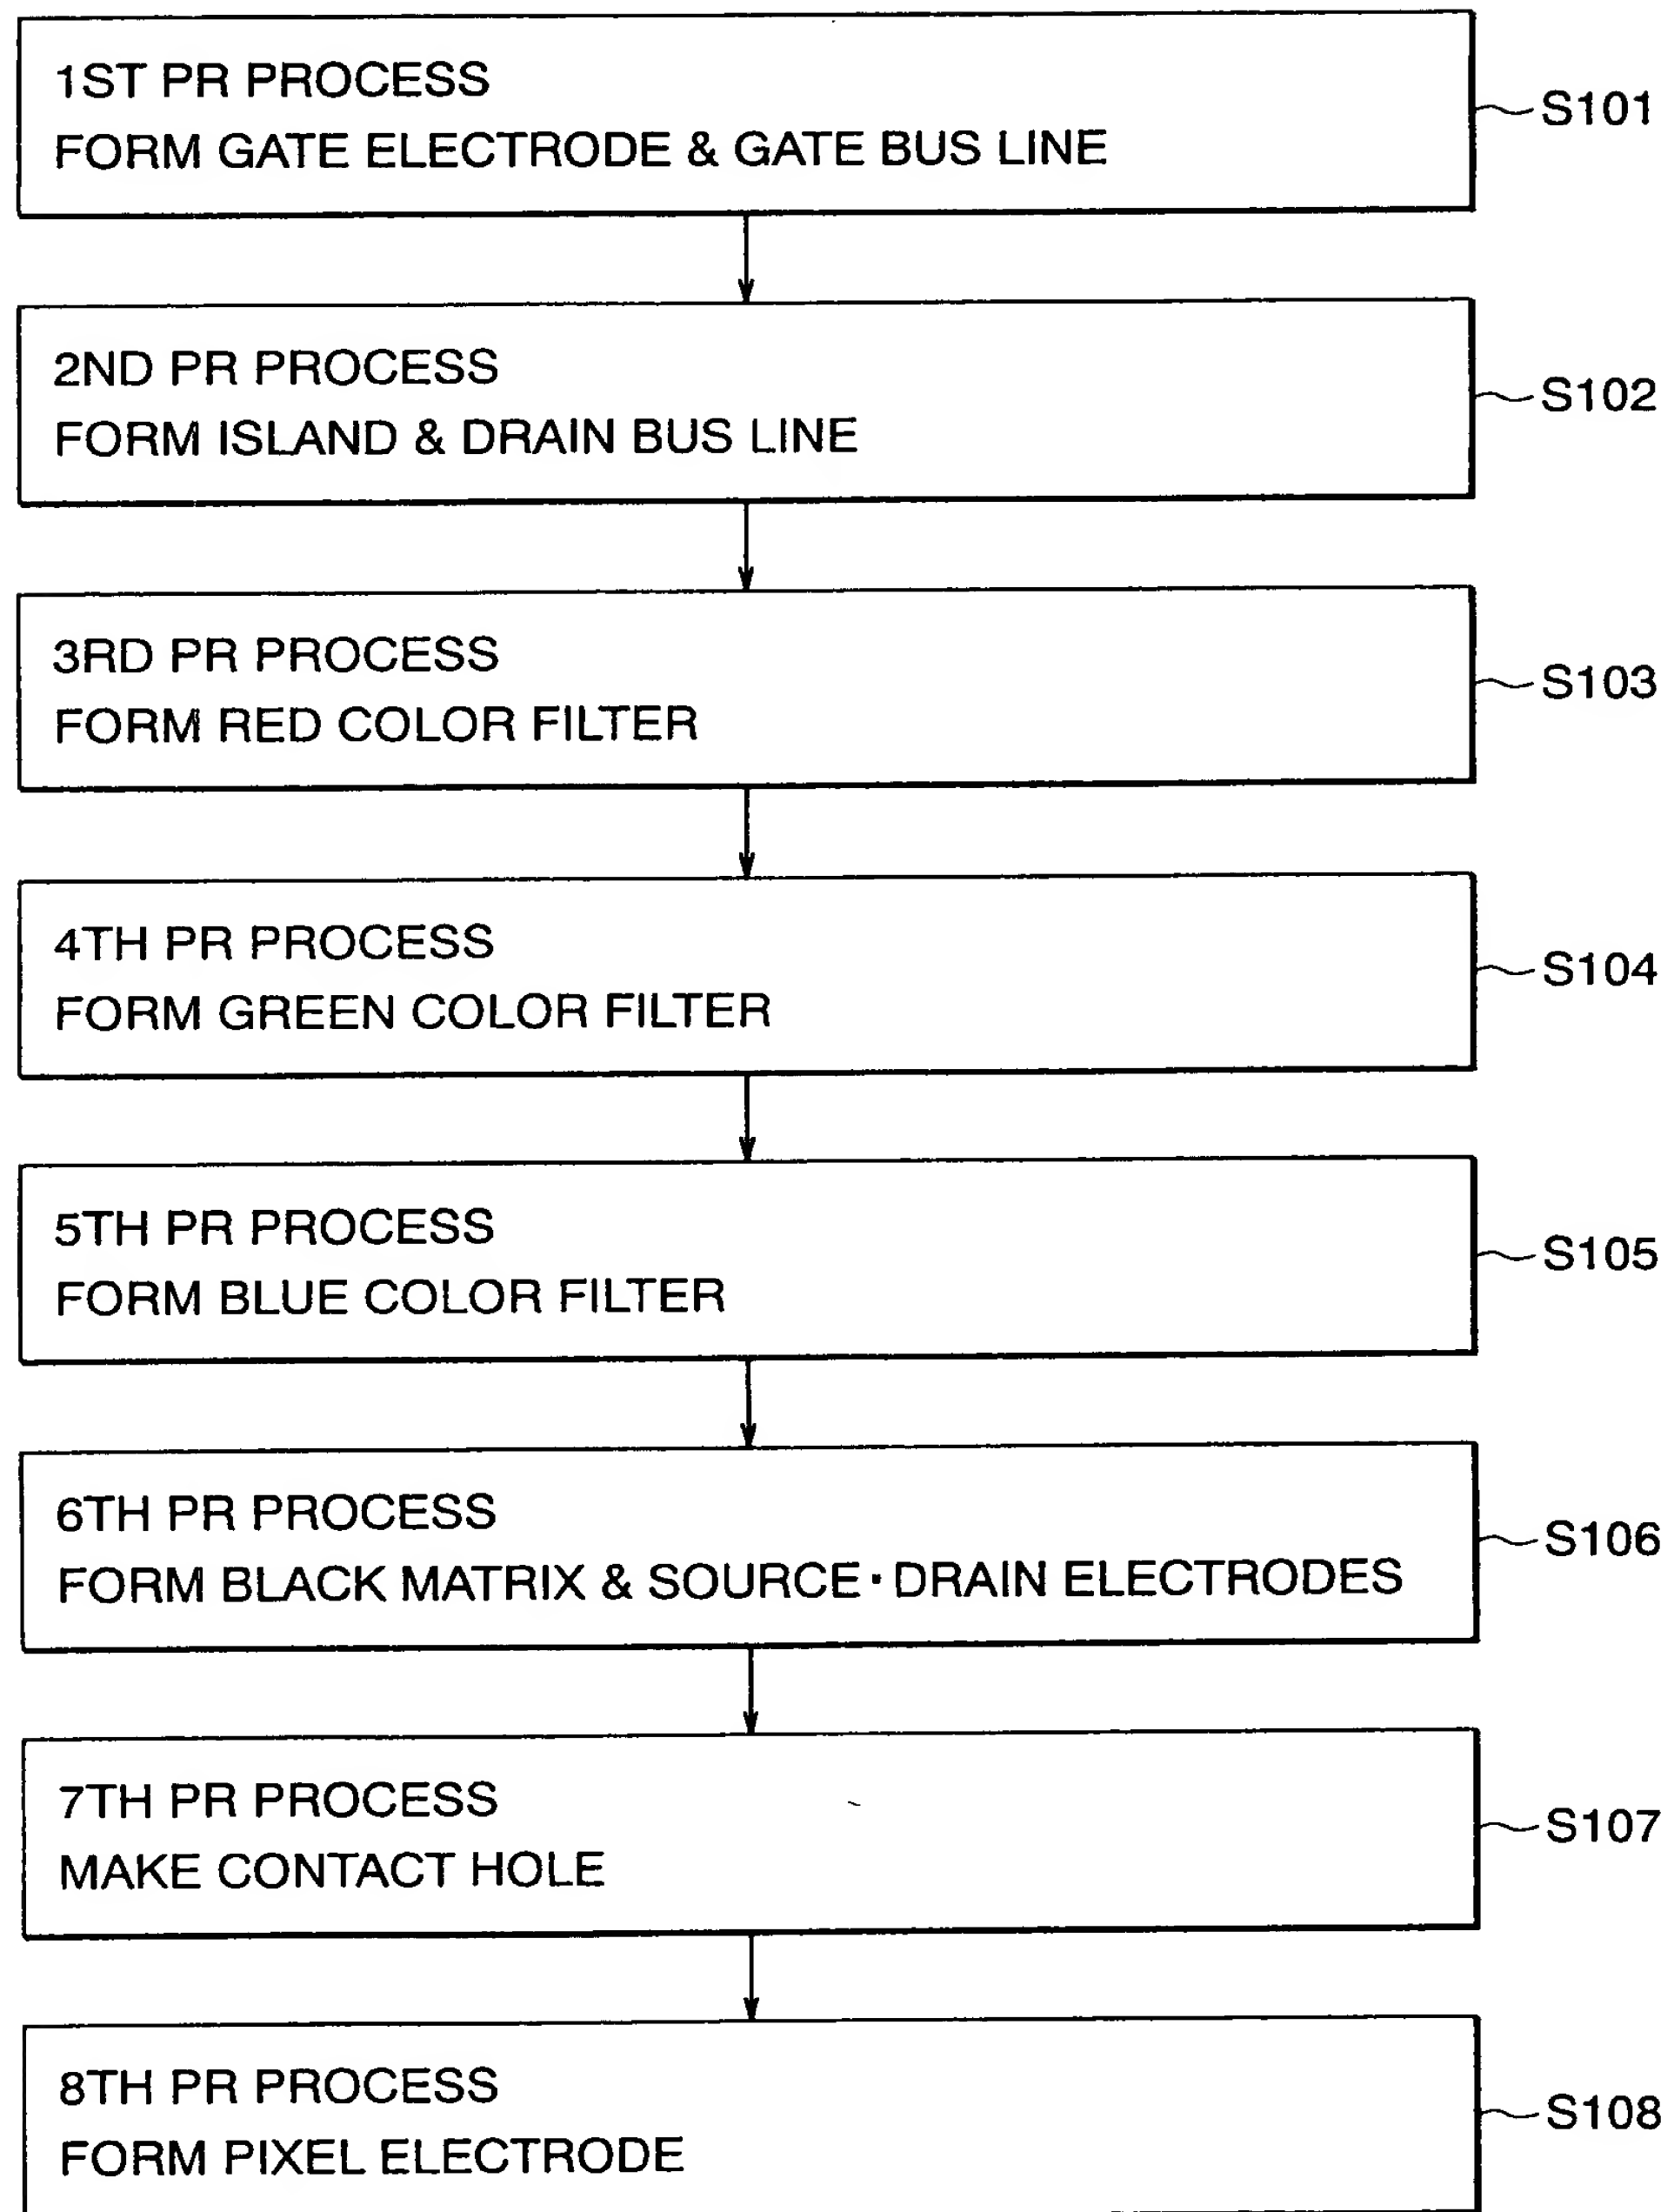 1ST PR PROCESS
FORM GATE ELECTRODE & GATE BUS LINE
S101
2ND PR PROCESS
FORM ISLAND & DRAIN BUS LINE
S102
3RD PR PROCESS
FORM RED COLOR FILTER
S103
4TH PR PROCESS
FORM GREEN COLOR FILTER
S104
5TH PR PROCESS
FORM BLUE COLOR FILTER
S105
6TH PR PROCESS
FORM BLACK MATRIX & SOURCE・DRAIN ELECTRODES
S106
7TH PR PROCESS
MAKE CONTACT HOLE
S107
8TH PR PROCESS
FORM PIXEL ELECTRODE
S108